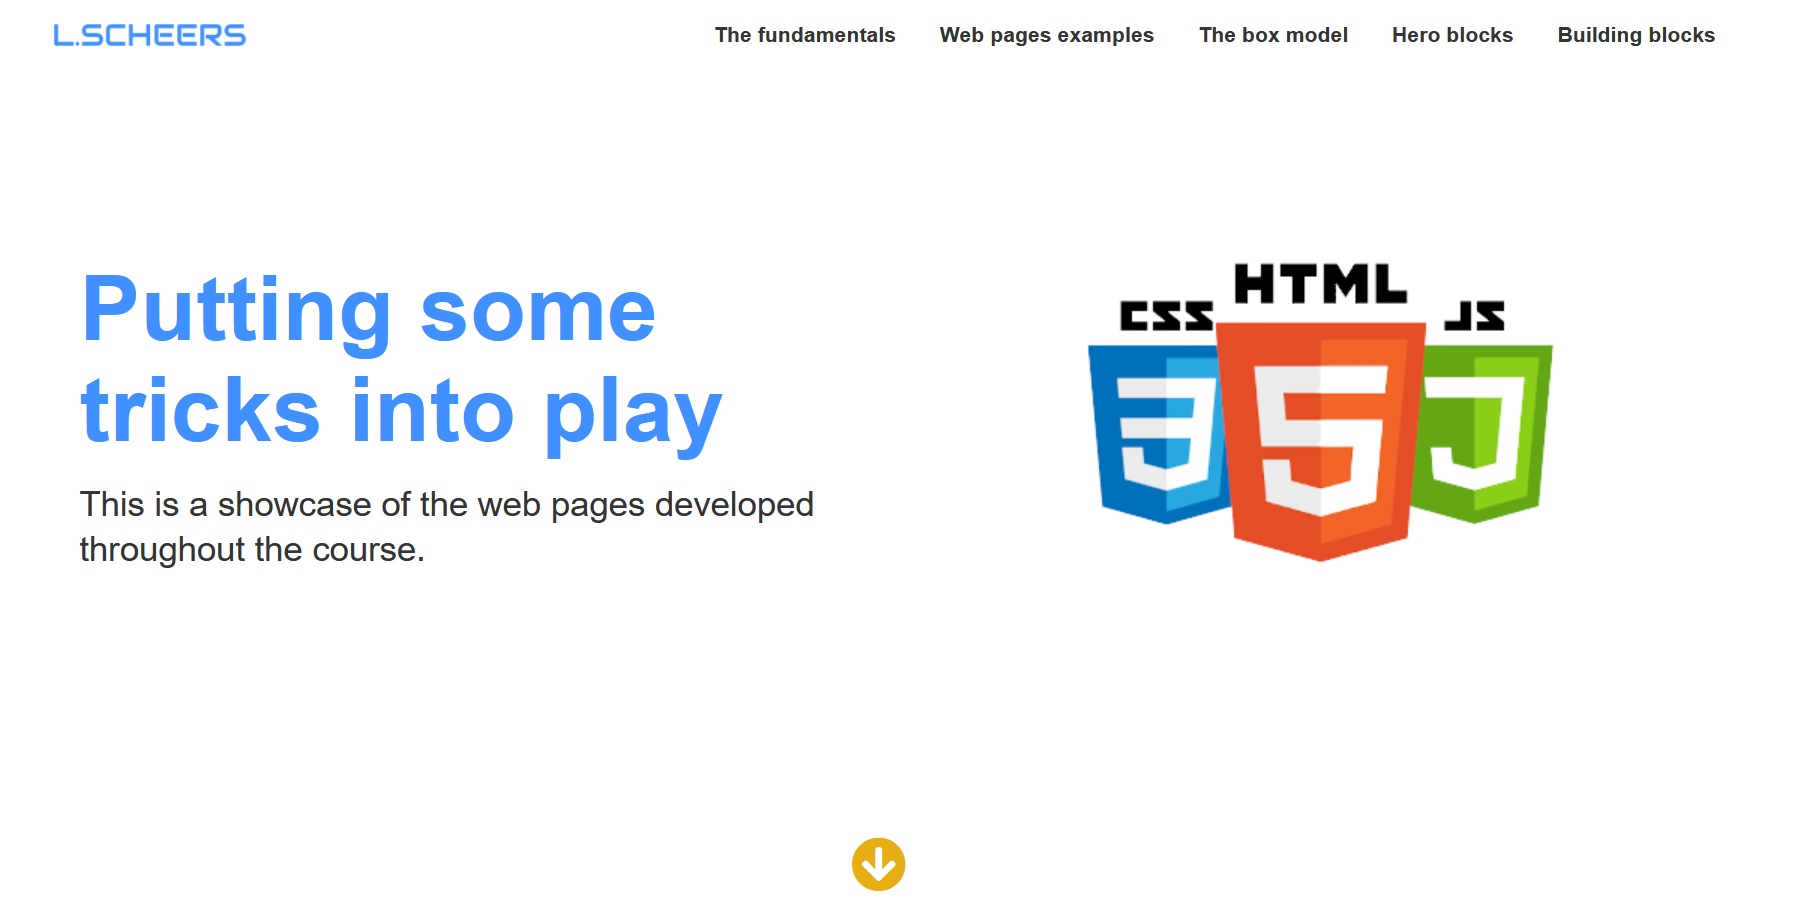 L.SCHEERS
The fundamentals
Web pages examples
The box model
Hero blocks
Building blocks
Putting some
tricks into play
This is a showcase of the web pages developed
throughout the course.
HTML
CSS
JS
3
5
J